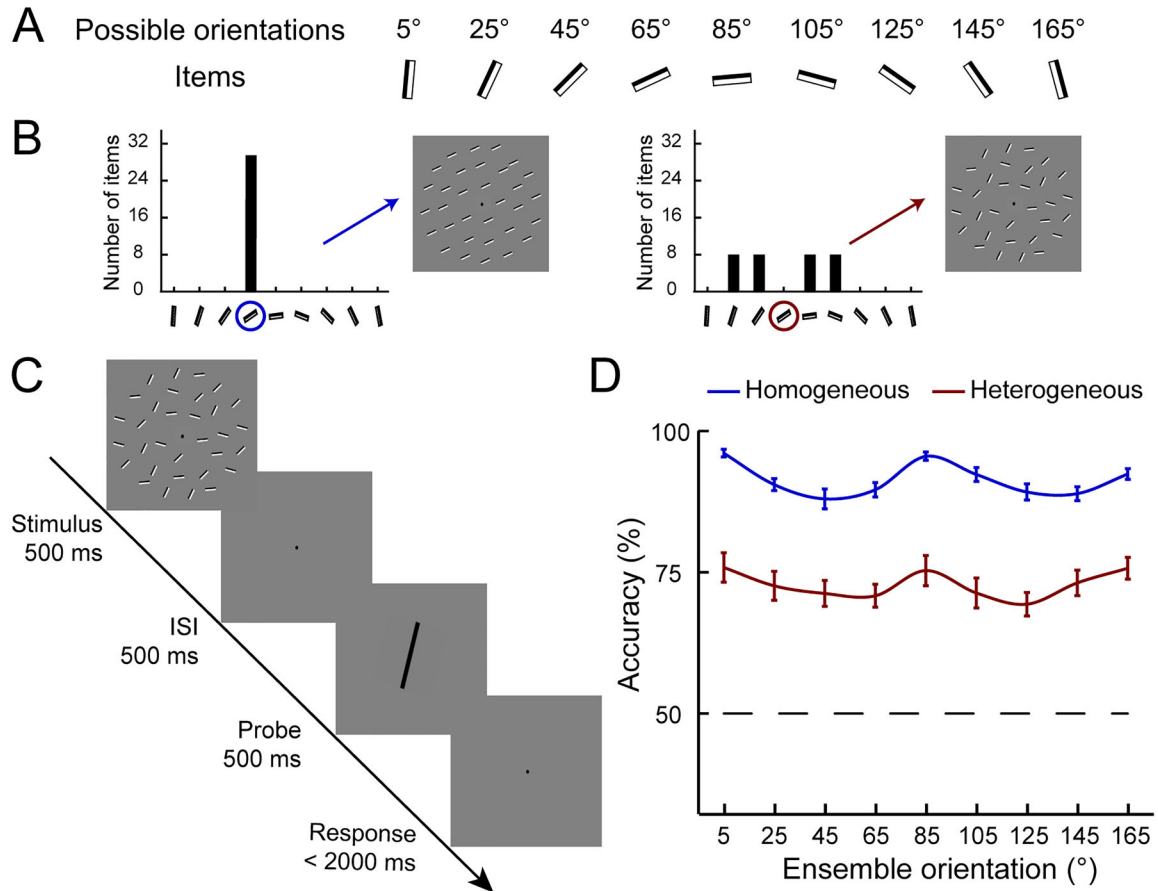 A
Possible orientations 5° 25° 45° 65° 85° 105° 125° 145° 165°
Items
B
Number of items
32
24
16
8
0
Number of items
32
24
16
8
0
C
Stimulus
500 ms
ISI
500 ms
Probe
500 ms
Response
< 2000 ms
D
Homogeneous Heterogeneous
Accuracy (%)
100
75
50
5 25 45 65 85 105 125 145 165
Ensemble orientation (°)